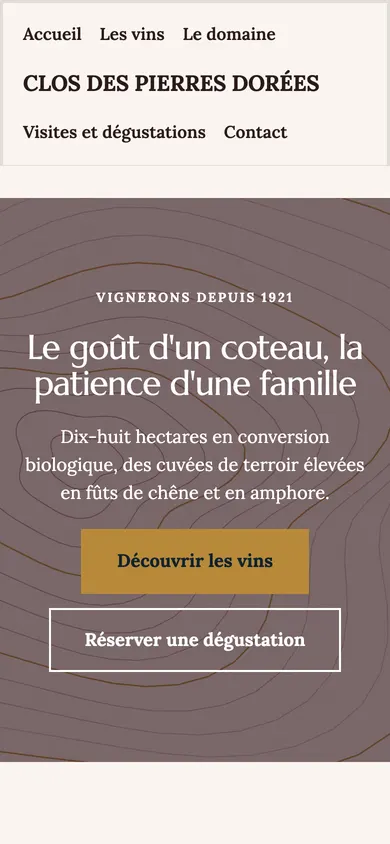 Accueil Les vins Le domaine
CLOS DES PIERRES DORÉES
Visites et dégustations Contact
VIGNERONS DEPUIS 1921
Le goût d'un coteau, la
patience d'une famille
Dix-huit hectares en conversion
biologique, des cuvées de terroir élevées
en fûts de chêne et en amphore.
Découvrir les vins
Réserver une dégustation